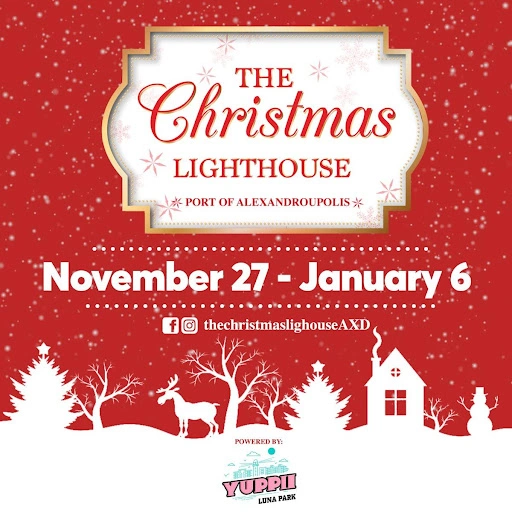 THE
Christmas
LIGHTHOUSE
PORT OF ALEXANDROUPOLIS
November 27 - January 6
thechristmaslighouseAXD
POWERED BY:
YUPPII
LUNA PARK